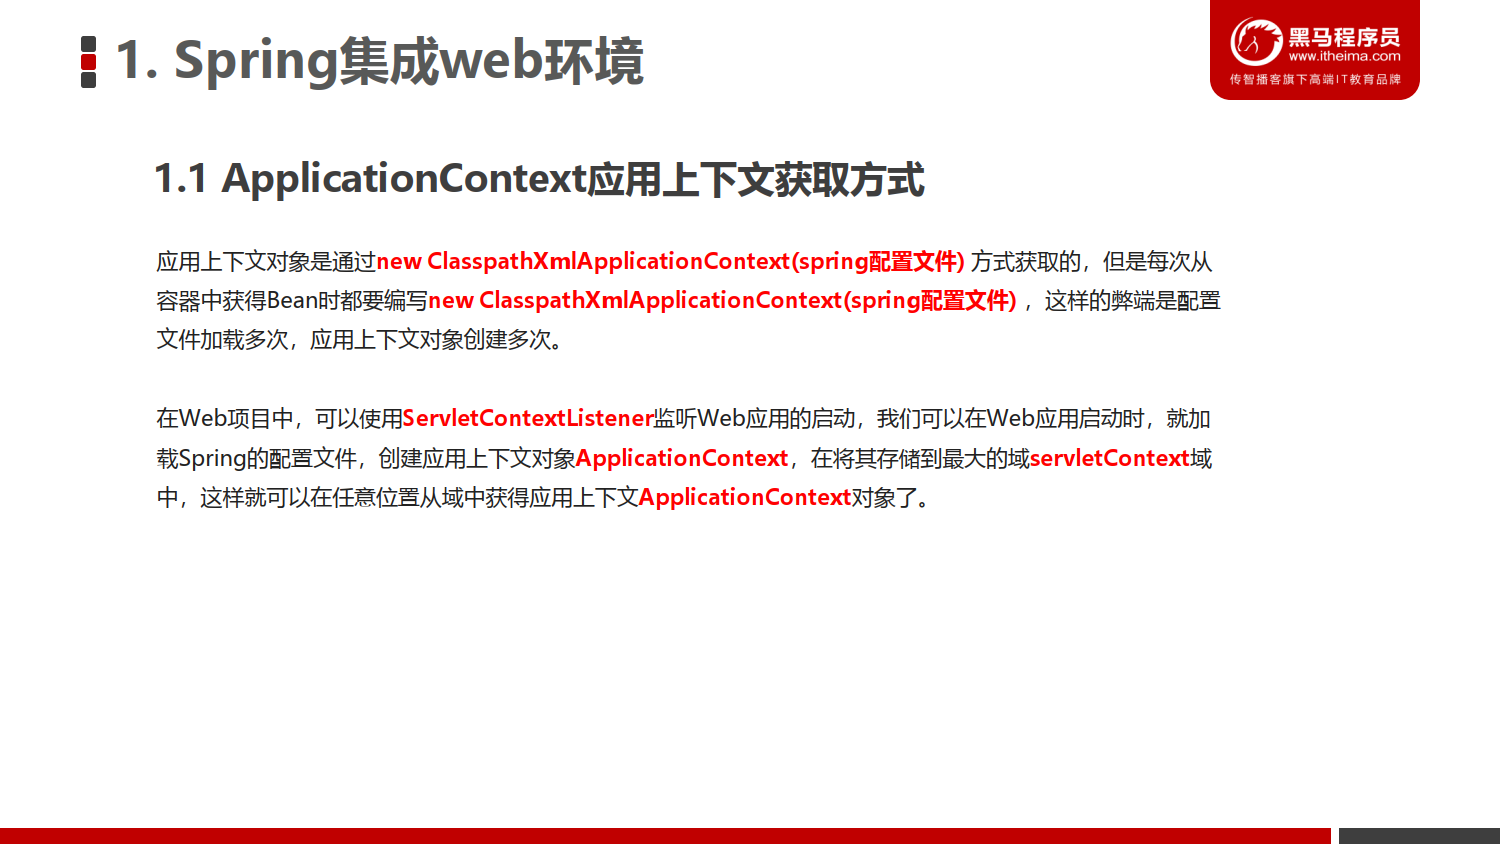 1. Spring集成web环境
黑马程序员
www.itheima.com
传智播客旗下高端IT教育品牌
1.1 ApplicationContext应用上下文获取方式
应用上下文对象是通过new ClasspathXmlApplicationContext(spring配置文件) 方式获取的，但是每次从
容器中获得Bean时都要编写new ClasspathXmlApplicationContext(spring配置文件) ，这样的弊端是配置
文件加载多次，应用上下文对象创建多次。
在Web项目中，可以使用ServletContextListener监听Web应用的启动，我们可以在Web应用启动时，就加
载Spring的配置文件，创建应用上下文对象ApplicationContext，在将其存储到最大的域servletContext域
中，这样就可以在任意位置从域中获得应用上下文ApplicationContext对象了。